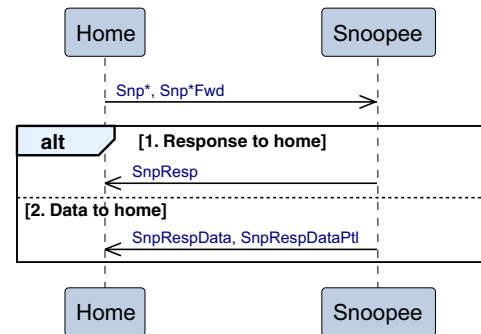 Home Snoopee
Snp*, Snp*Fwd
alt [1. Response to home]
SnpResp
[2. Data to home]
SnpRespData, SnpRespDataPtl
Home Snoopee